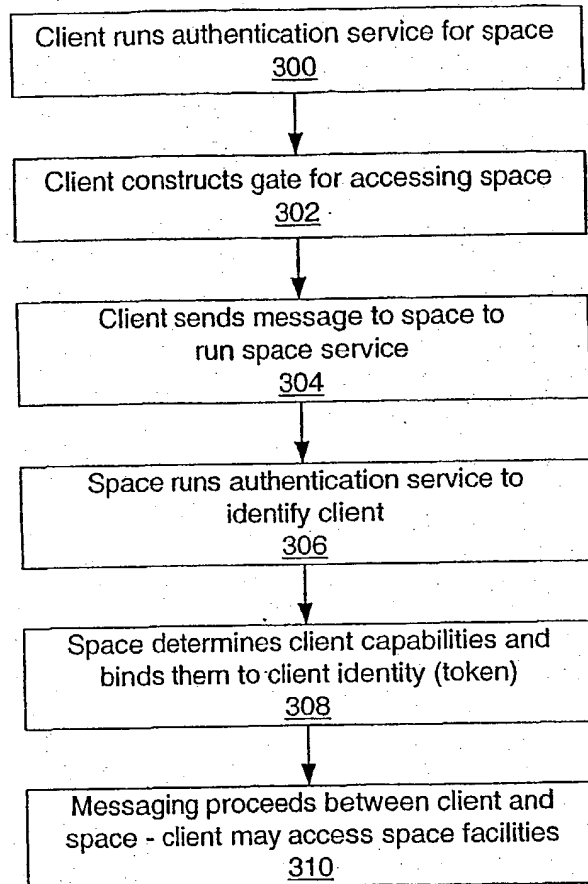 Client runs authentication service for space
300
Client constructs gate for accessing space
302
Client sends message to space to
run space service
304
Space runs authentication service to
identify client
306
Space determines client capabilities and
binds them to client identity (token)
308
Messaging proceeds between client and
space - client may access space facilities
310